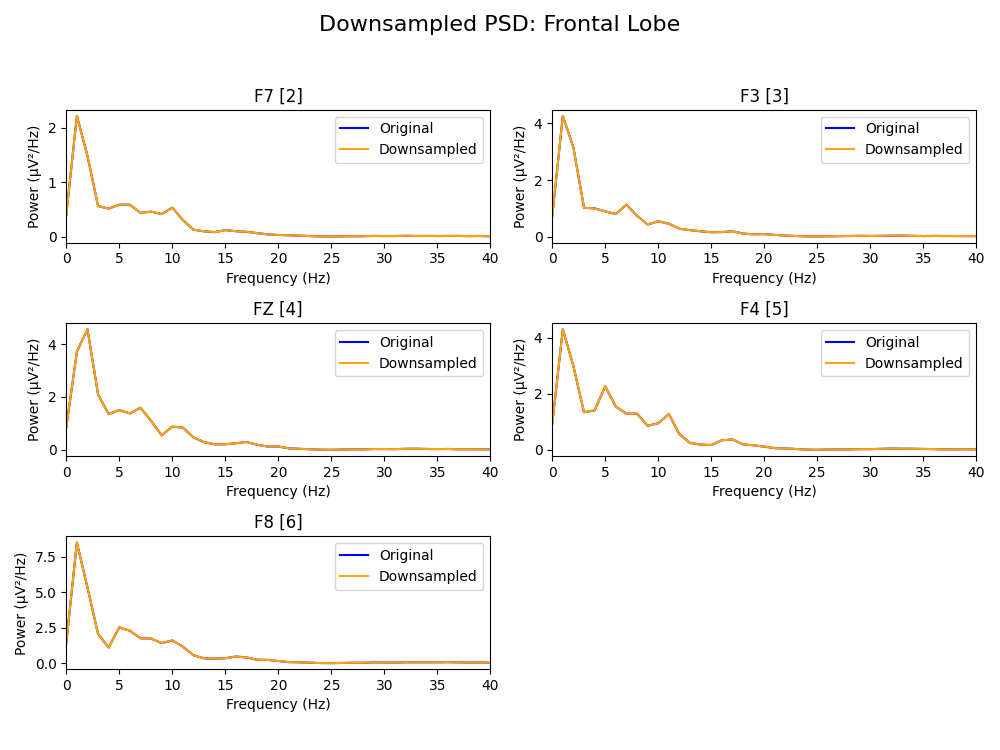 Downsampled PSD: Frontal Lobe
F7 [2]
Power (µV²/Hz)
2
1
0
Original
Downsampled
0 5 10 15 20 25 30 35 40
Frequency (Hz)
F3 [3]
Power (µV²/Hz)
4
2
0
Original
Downsampled
0 5 10 15 20 25 30 35 40
Frequency (Hz)
FZ [4]
Power (µV²/Hz)
4
2
0
Original
Downsampled
0 5 10 15 20 25 30 35 40
Frequency (Hz)
F4 [5]
Power (µV²/Hz)
4
2
0
Original
Downsampled
0 5 10 15 20 25 30 35 40
Frequency (Hz)
F8 [6]
Power (µV²/Hz)
7.5
5.0
2.5
0.0
Original
Downsampled
0 5 10 15 20 25 30 35 40
Frequency (Hz)